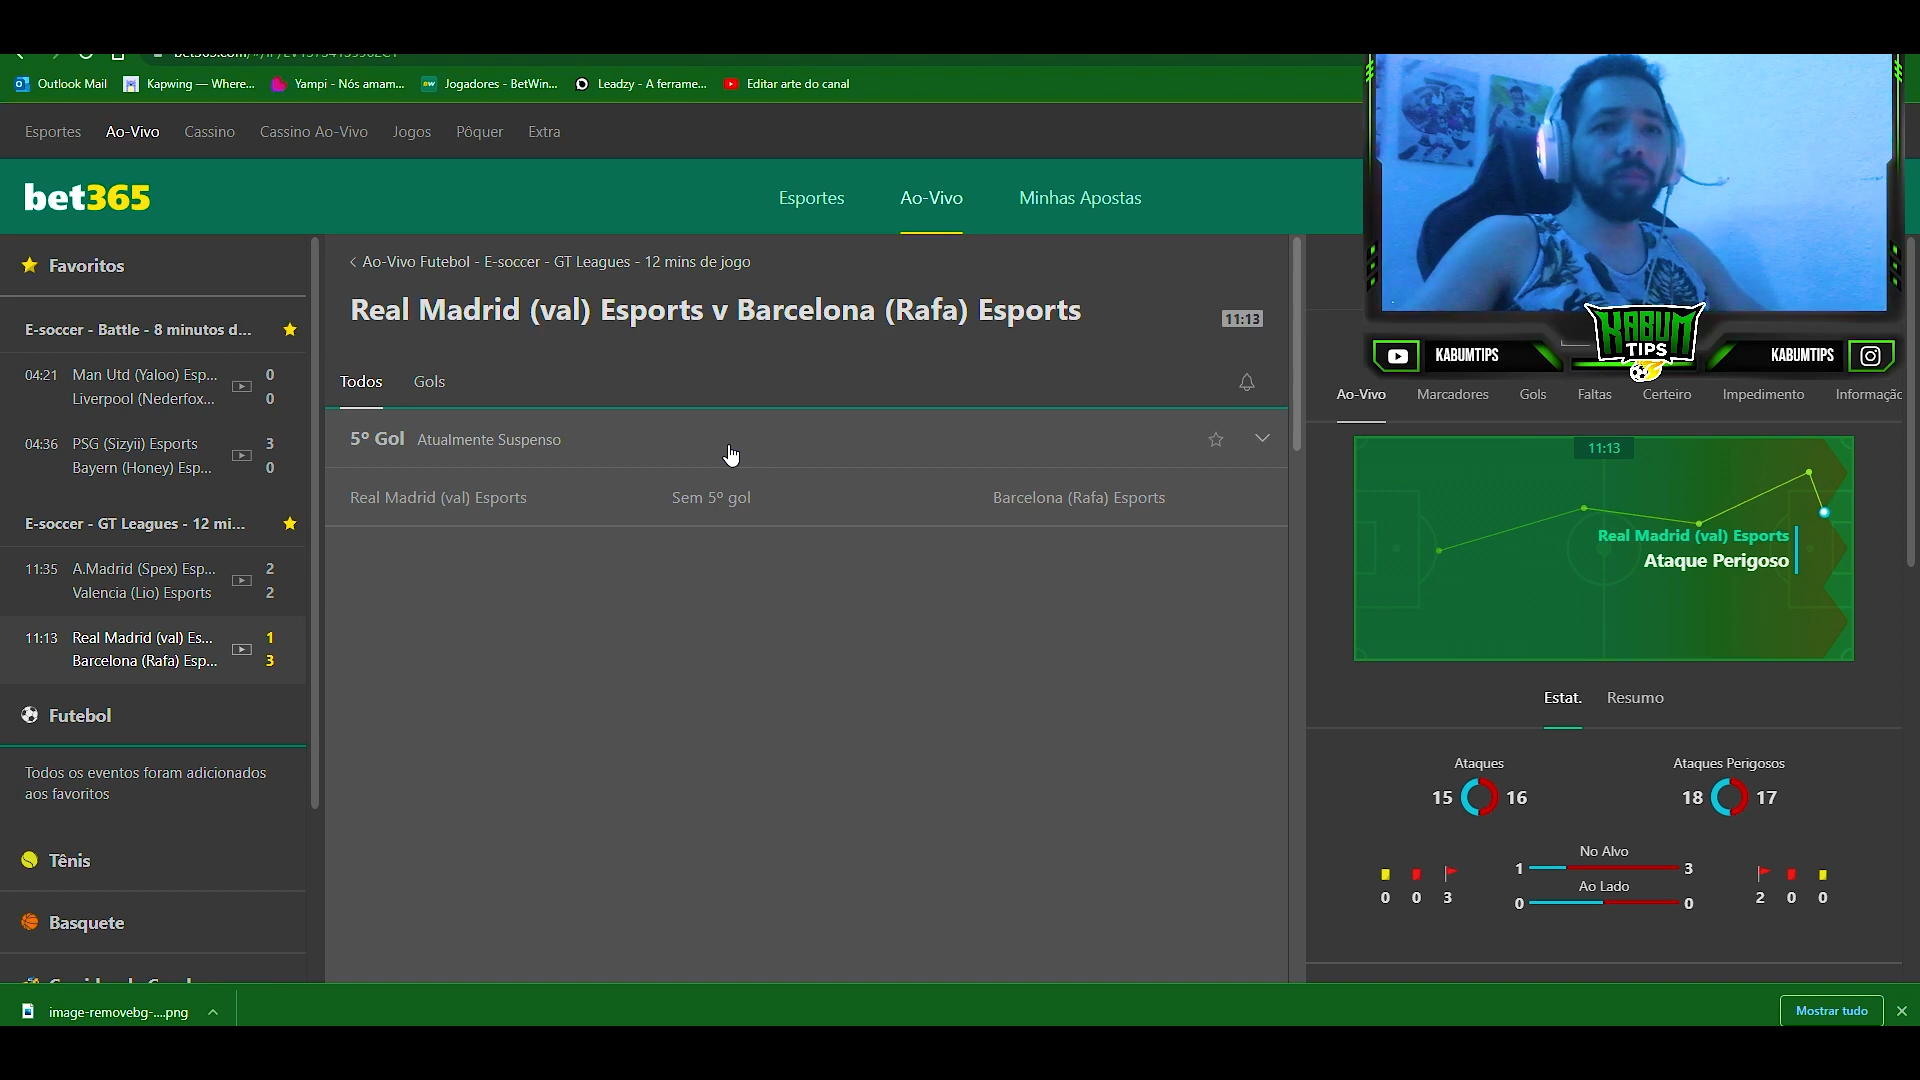 Outlook Mail
Kapwing — Where...
Yampi - Nós amam...
Jogadores - BetWin...
Leadzy - A ferrame...
Editar arte do canal
Esportes
Ao-Vivo
Cassino
Cassino Ao-Vivo
Jogos
Pôquer
Extra
bet365
Esportes
Ao-Vivo
Minhas Apostas
Favoritos
E-soccer - Battle - 8 minutos d...
04:21 Man Utd (Yaloo) Esp... 0
Liverpool (Nederfox... 0
04:36 PSG (Sizyii) Esports 3
Bayern (Honey) Esp... 0
E-soccer - GT Leagues - 12 mi...
11:35 A.Madrid (Spex) Esp... 2
Valencia (Lio) Esports 2
11:13 Real Madrid (val) Es... 1
Barcelona (Rafa) Esp... 3
Futebol
Todos os eventos foram adicionados
aos favoritos
Tênis
Basquete
< Ao-Vivo Futebol - E-soccer - GT Leagues - 12 mins de jogo
Real Madrid (val) Esports v Barcelona (Rafa) Esports
11:13
Todos
Gols
5º Gol Atualmente Suspenso
Real Madrid (val) Esports
Sem 5º gol
Barcelona (Rafa) Esports
KABUM
TIPS
KABUMTIPS
KABUMTIPS
Ao-Vivo
Marcadores
Gols
Faltas
Certeiro
Impedimento
Informaçã
11:13
Real Madrid (val) Esports
Ataque Perigoso
Estat.
Resumo
Ataques
15 16
Ataques Perigosos
18 17
No Alvo
1 3
Ao Lado
0 0
0 0 3
2 0 0
image-removebg-....png
Mostrar tudo